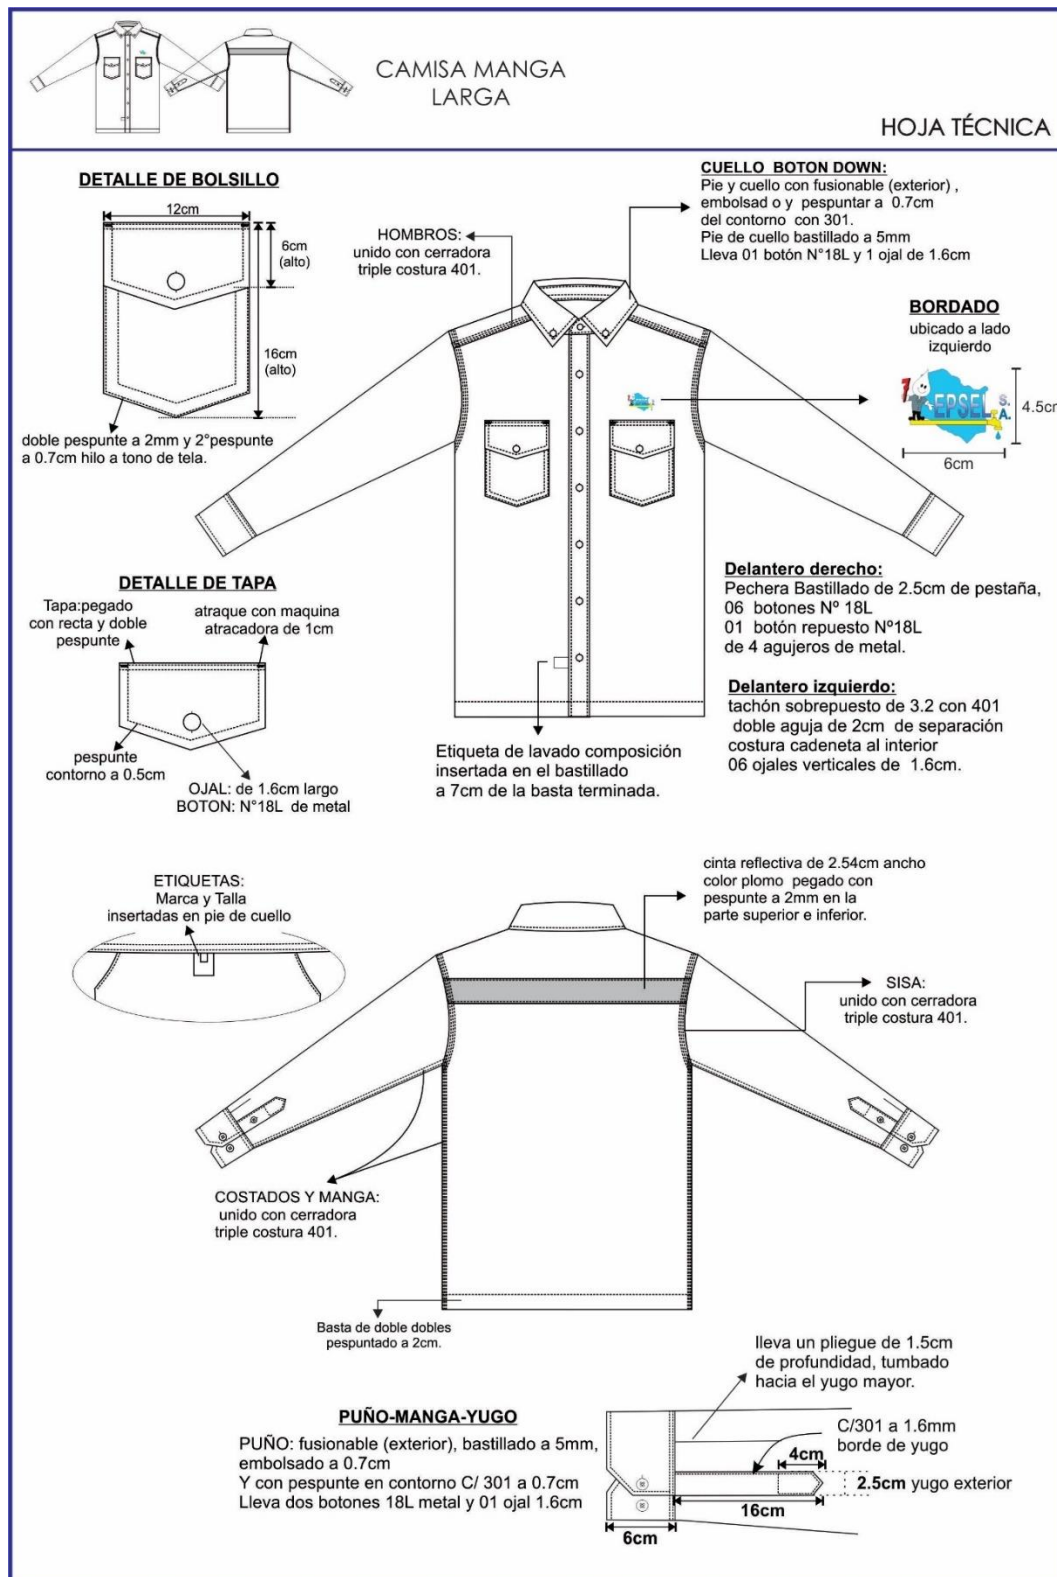 CAMISA MANGA
LARGA
HOJA TÉCNICA
DETALLE DE BOLSILLO
12cm
6cm
(alto)
16cm
(alto)
doble pespunte a 2mm y 2°pespunte
a 0.7cm hilo a tono de tela.
HOMBROS:
unido con cerradora
triple costura 401.
CUELLO BOTON DOWN:
Pie y cuello con fusionable (exterior) ,
embolsad o y pespuntar a 0.7cm
del contorno con 301.
Pie de cuello bastillado a 5mm
Lleva 01 botón N°18L y 1 ojal de 1.6cm
BORDADO
ubicado a lado
izquierdo
EPSEL S.
A.
4.5cm
6cm
DETALLE DE TAPA
Tapa:pegado
con recta y doble
pespunte
atraque con maquina
atracadora de 1cm
pespunte
contorno a 0.5cm
OJAL: de 1.6cm largo
BOTON: N°18L de metal
Etiqueta de lavado composición
insertada en el bastillado
a 7cm de la basta terminada.
Delantero derecho:
Pechera Bastillado de 2.5cm de pestaña,
06 botones Nº 18L
01 botón repuesto Nº18L
de 4 agujeros de metal.
Delantero izquierdo:
tachón sobrepuesto de 3.2 con 401
doble aguja de 2cm de separación
costura cadeneta al interior
06 ojales verticales de 1.6cm.
ETIQUETAS:
Marca y Talla
insertadas en pie de cuello
cinta reflectiva de 2.54cm ancho
color plomo pegado con
pespunte a 2mm en la
parte superior e inferior.
SISA:
unido con cerradora
triple costura 401.
COSTADOS Y MANGA:
unido con cerradora
triple costura 401.
Basta de doble dobles
pespuntado a 2cm.
lleva un pliegue de 1.5cm
de profundidad, tumbado
hacia el yugo mayor.
PUÑO-MANGA-YUGO
PUÑO: fusionable (exterior), bastillado a 5mm,
embolsado a 0.7cm
Y con pespunte en contorno C/ 301 a 0.7cm
Lleva dos botones 18L metal y 01 ojal 1.6cm
C/301 a 1.6mm
borde de yugo
4cm
2.5cm yugo exterior
16cm
6cm